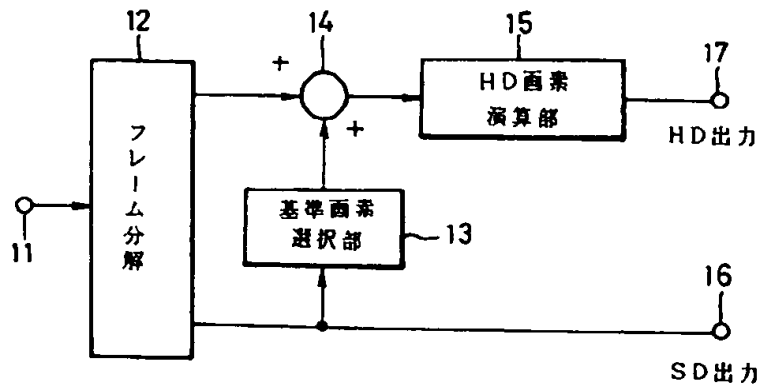 12
14
15
17
+
HD画素
演算部
+
HD出力
フレーム分解
11
基準画素
選択部
13
16
SD出力